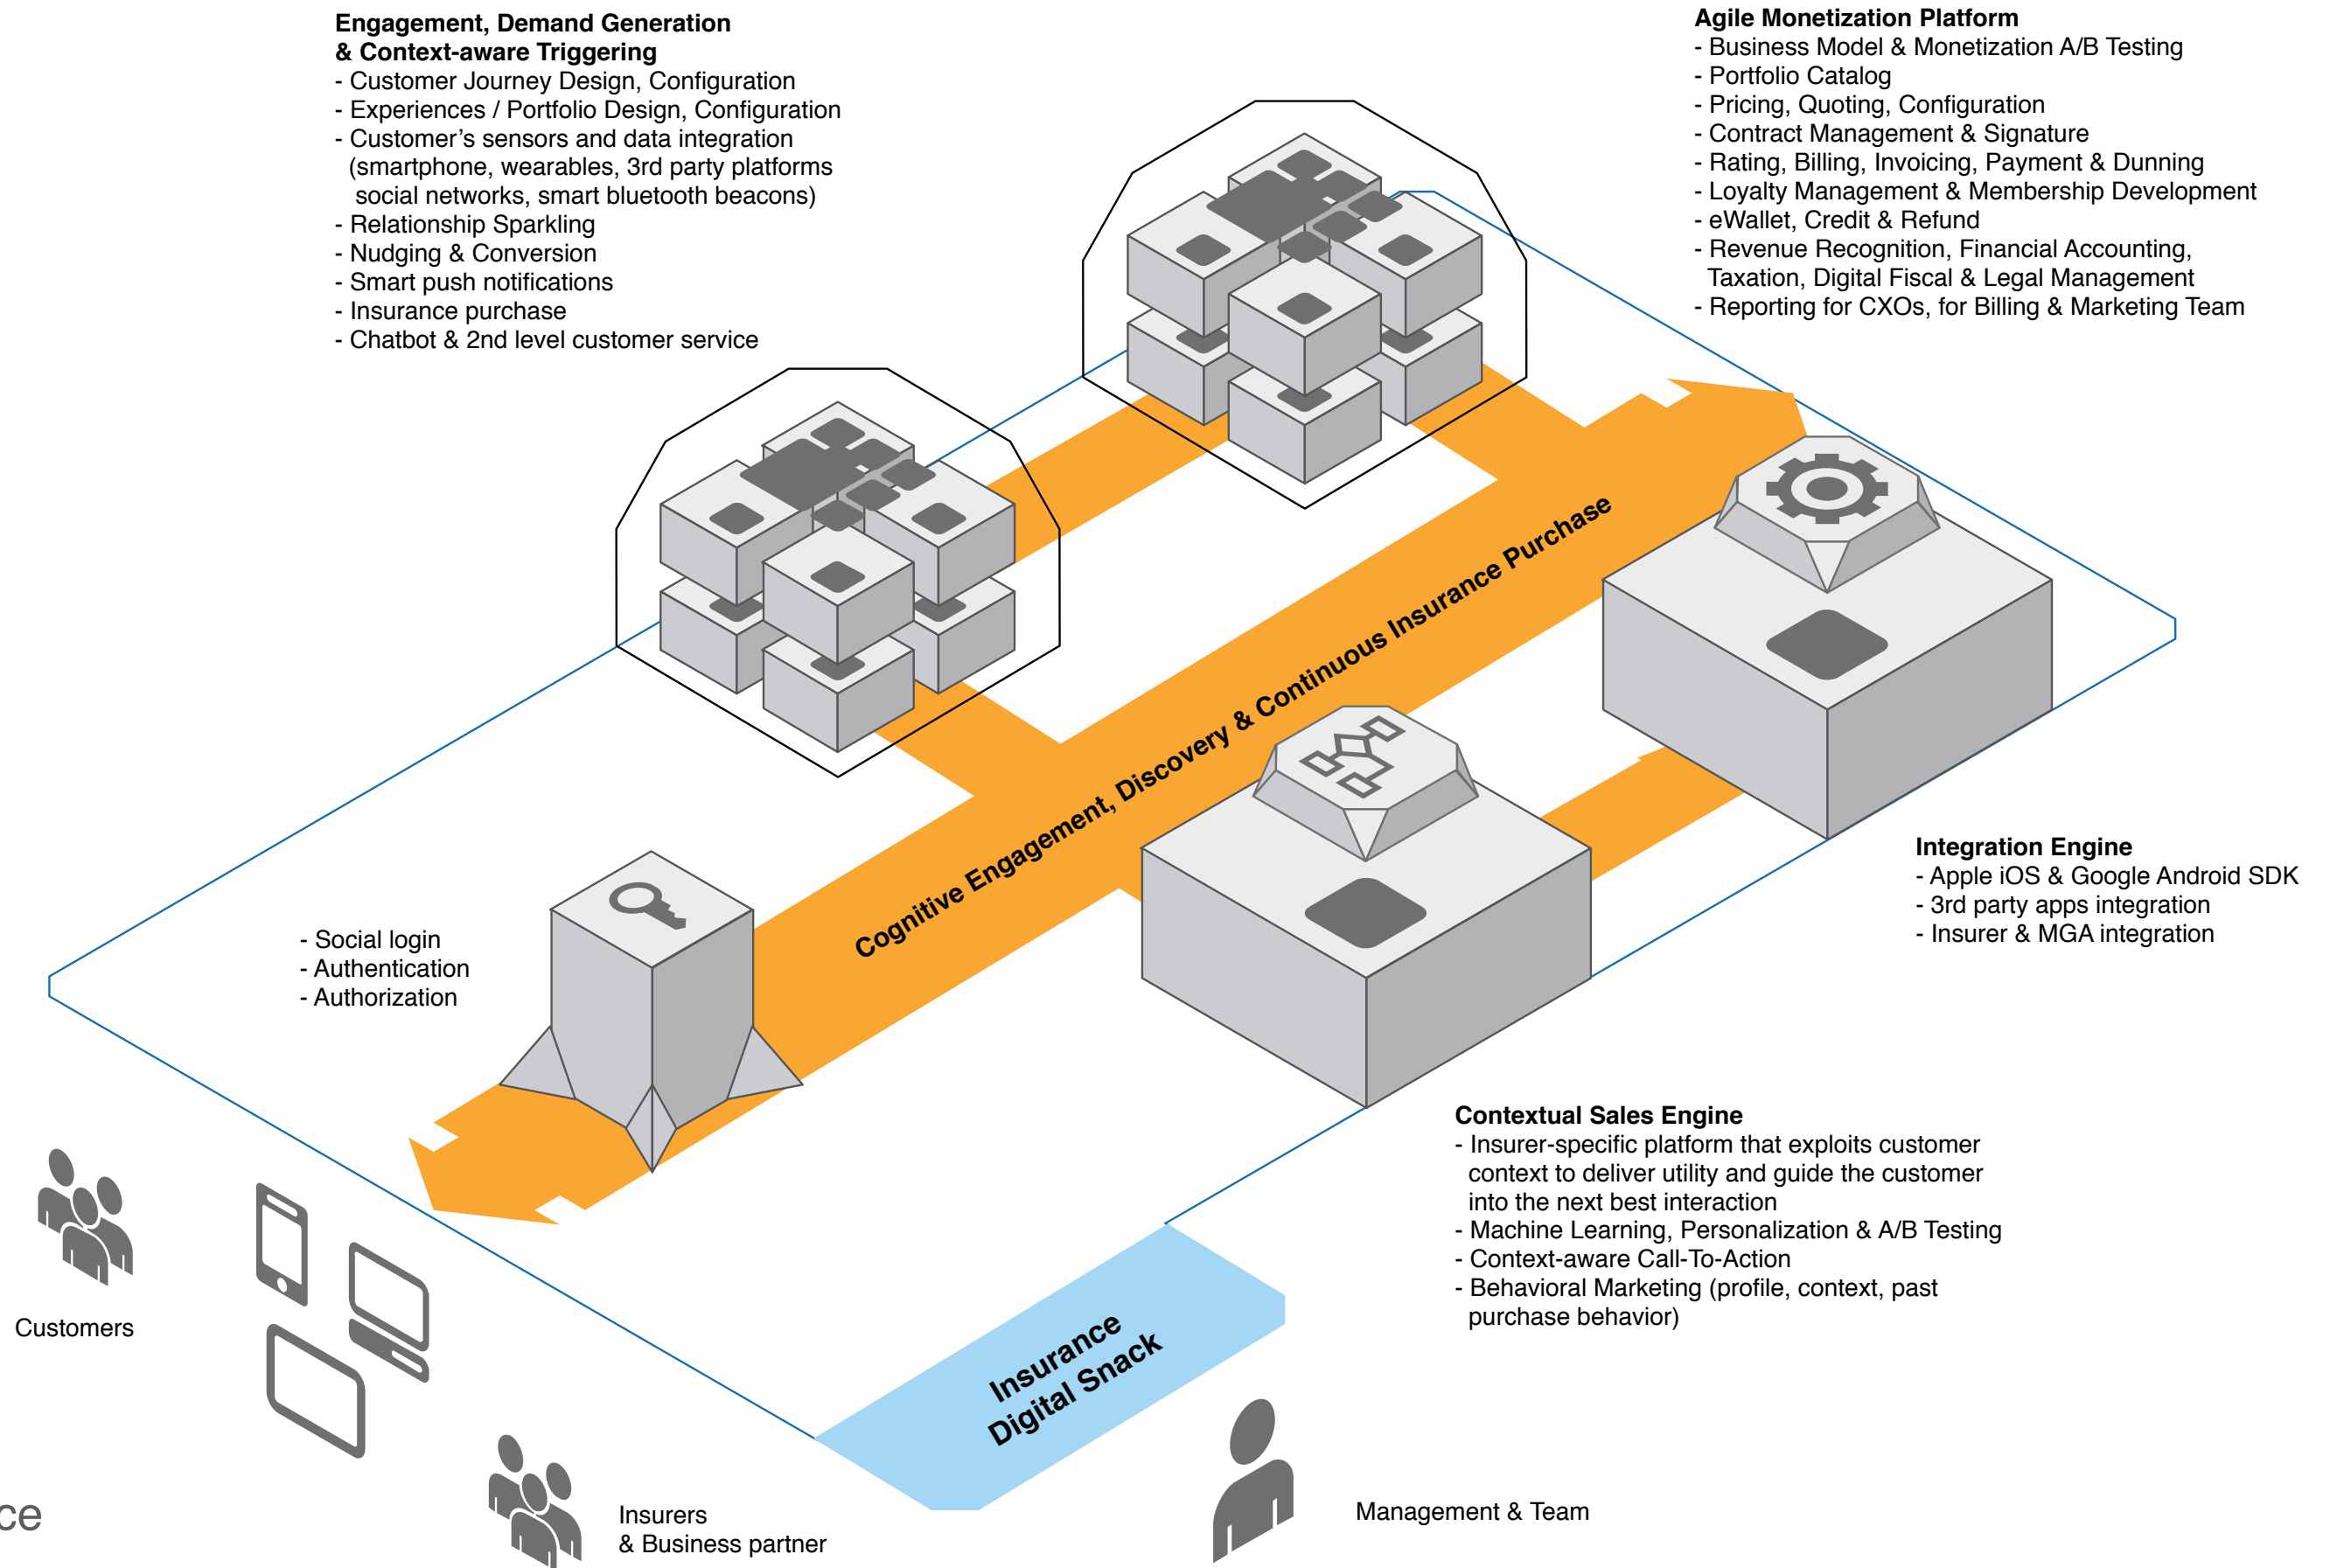 Engagement, Demand Generation
& Context-aware Triggering
- Customer Journey Design, Configuration
- Experiences / Portfolio Design, Configuration
- Customer’s sensors and data integration
(smartphone, wearables, 3rd party platforms
social networks, smart bluetooth beacons)
- Relationship Sparkling
- Nudging & Conversion
- Smart push notifications
- Insurance purchase
- Chatbot & 2nd level customer service
Agile Monetization Platform
- Business Model & Monetization A/B Testing
- Portfolio Catalog
- Pricing, Quoting, Configuration
- Contract Management & Signature
- Rating, Billing, Invoicing, Payment & Dunning
- Loyalty Management & Membership Development
- eWallet, Credit & Refund
- Revenue Recognition, Financial Accounting,
Taxation, Digital Fiscal & Legal Management
- Reporting for CXOs, for Billing & Marketing Team
Cognitive Engagement, Discovery & Continuous Insurance Purchase
Integration Engine
- Apple iOS & Google Android SDK
- 3rd party apps integration
- Insurer & MGA integration
- Social login
- Authentication
- Authorization
Contextual Sales Engine
- Insurer-specific platform that exploits customer
context to deliver utility and guide the customer
into the next best interaction
- Machine Learning, Personalization & A/B Testing
- Context-aware Call-To-Action
- Behavioral Marketing (profile, context, past
purchase behavior)
Customers
Insurance
Digital Snack
Insurers
& Business partner
Management & Team
ce